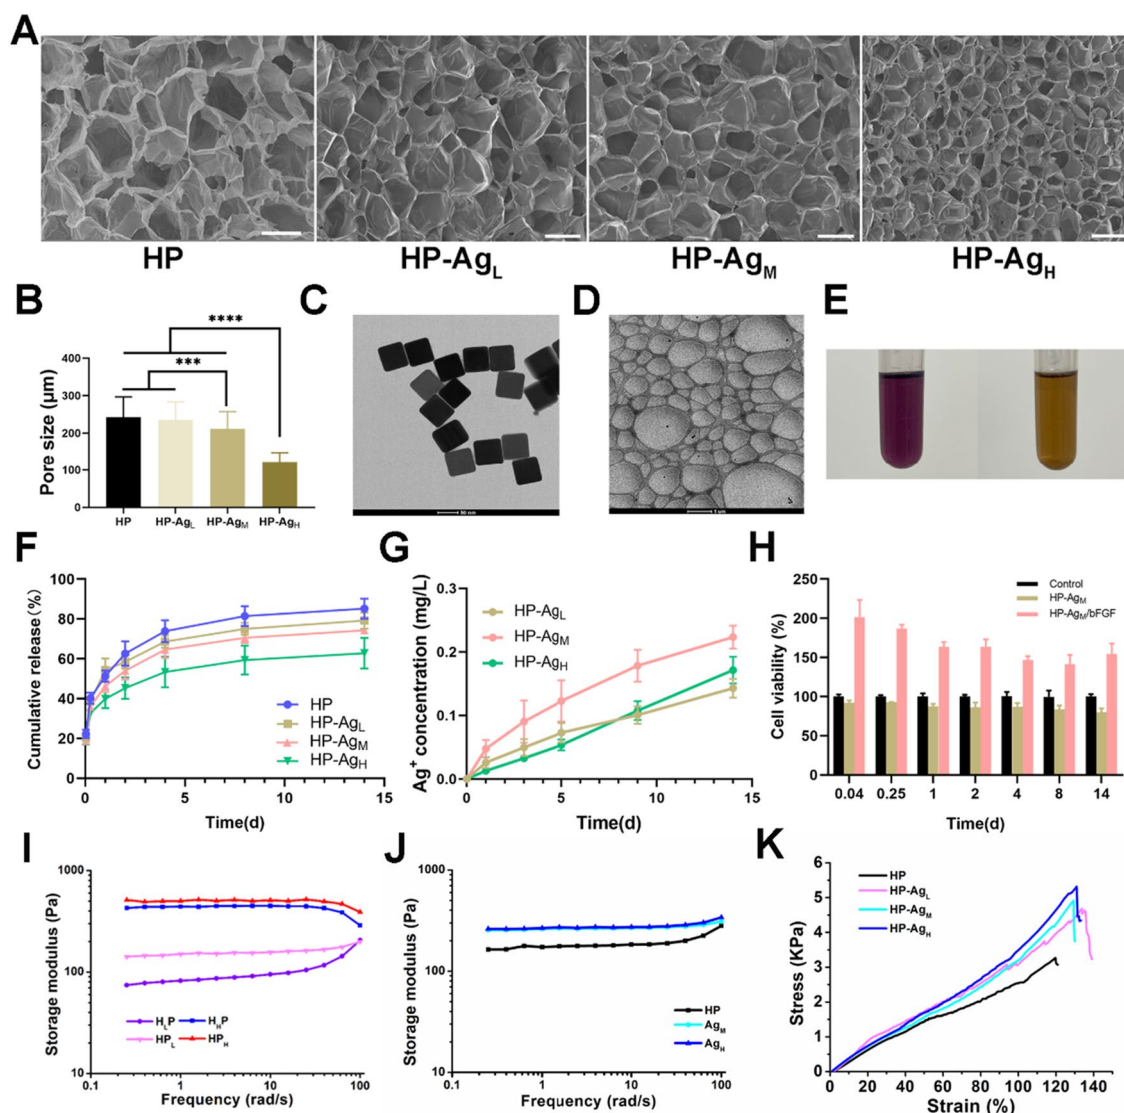 A
HP
HP-AgL
HP-AgM
HP-AgH
B
****
***
Pore size (μm)
400
300
200
100
0
HP
HP-AgL
HP-AgM
HP-AgH
C
50 nm
D
1 μm
E
F
Cumulative release(%)
100
80
60
40
20
0
0
5
10
15
Time(d)
HP
HP-AgL
HP-AgM
HP-AgH
G
Ag+ concentration (mg/L)
0.3
0.2
0.1
0.0
0
5
10
15
Time(d)
HP-AgL
HP-AgM
HP-AgH
H
Cell viability (%)
250
200
150
100
50
0
0.04
0.25
1
2
4
8
14
Time(d)
Control
HP-AgM
HP-AgM/bFGF
I
Storage modulus (Pa)
1000
100
10
0.1
1
10
100
Frequency (rad/s)
HLP
HHP
HPL
HPH
J
Storage modulus (Pa)
1000
100
10
0.1
1
10
100
Frequency (rad/s)
HP
AgM
AgH
K
Stress (KPa)
6
5
4
3
2
1
0
0
20
40
60
80
100
120
140
Strain (%)
HP
HP-AgL
HP-AgM
HP-AgH